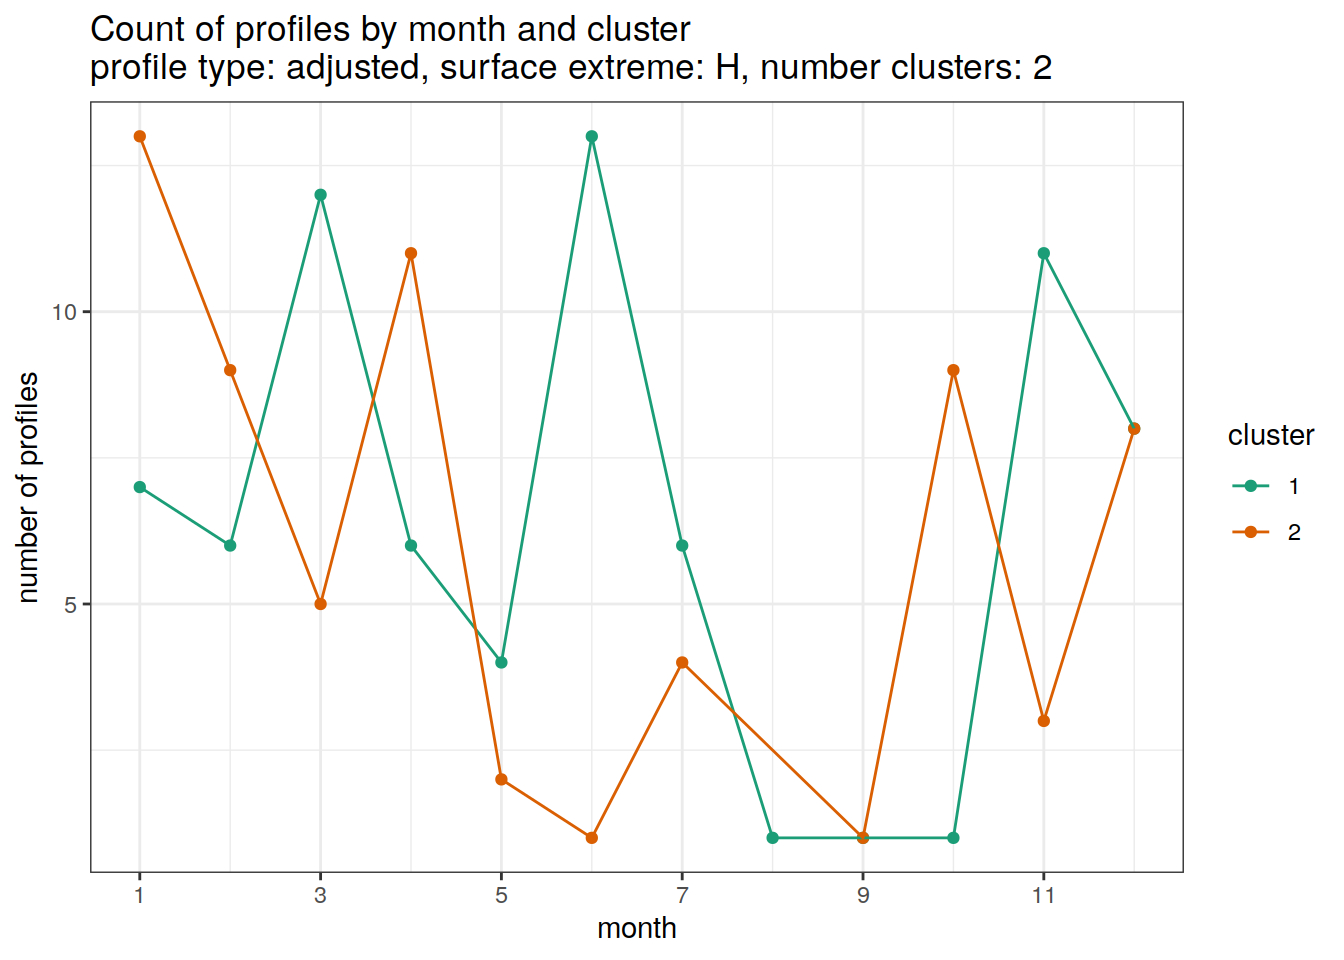 Count of profiles by month and cluster
profile type: adjusted, surface extreme: H, number clusters: 2
number of profiles
10
5
1
3
5
7
9
11
month
cluster
1
2